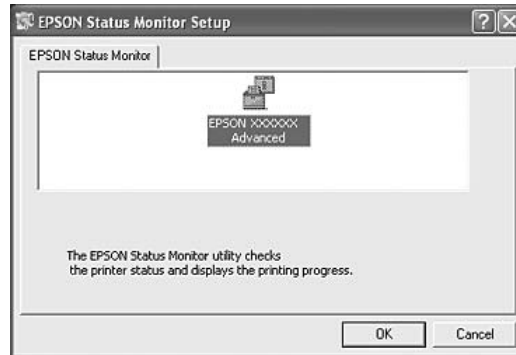 EPSON Status Monitor Setup
EPSON Status Monitor
EPSON XXXXXX
Advanced
The EPSON Status Monitor utility checks
the printer status and displays the printing progress.
OK
Cancel